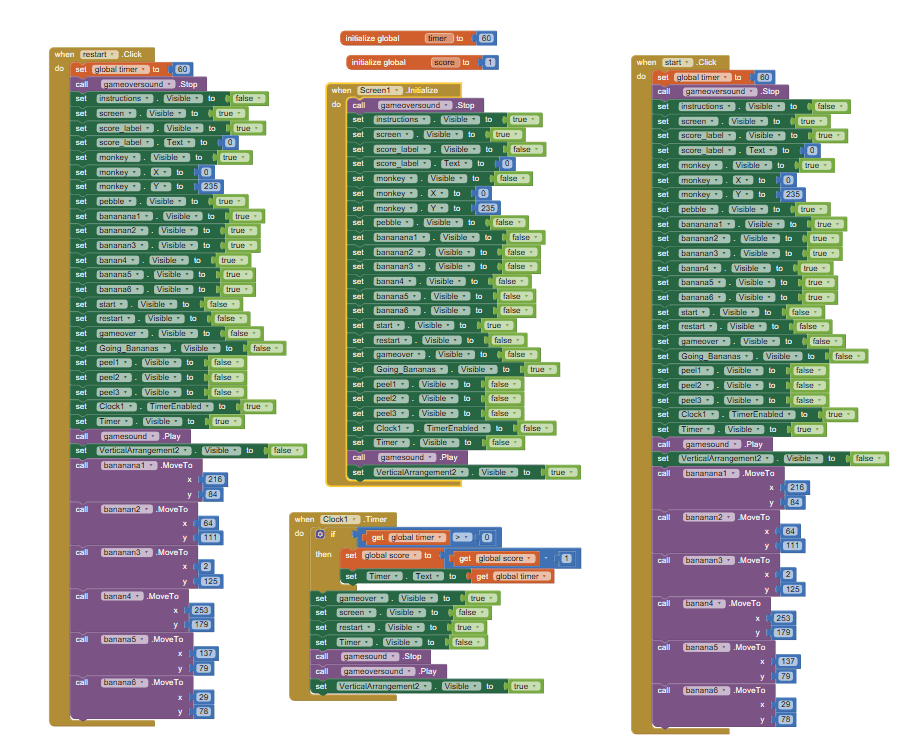 when restart .Click
do set global timer to 60
call gameoversound .Stop
set instructions . Visible to false
set screen . Visible to true
set score_label . Visible to true
set score_label . Text to 0
set monkey . Visible to true
set monkey . X to 0
set monkey . Y to 235
set pebble . Visible to true
set bananana1 . Visible to true
set bananan2 . Visible to true
set bananan3 . Visible to true
set banan4 . Visible to true
set banana5 . Visible to true
set banana6 . Visible to true
set start . Visible to false
set restart . Visible to false
set gameover . Visible to false
set Going_Bananas . Visible to false
set peel1 . Visible to false
set peel2 . Visible to false
set peel3 . Visible to false
set Clock1 . TimerEnabled to true
set Timer . Visible to true
call gamesound .Play
set VerticalArrangement2 . Visible to false
call bananana1 .MoveTo
x 216
y 84
call bananan2 .MoveTo
x 64
y 111
call bananan3 .MoveTo
x 2
y 125
call banan4 .MoveTo
x 253
y 179
call banana5 .MoveTo
x 137
y 79
call banana6 .MoveTo
x 29
y 78
initialize global timer to 60
initialize global score to 1
when Screen1 .Initialize
do call gameoversound .Stop
set instructions . Visible to true
set screen . Visible to true
set score_label . Visible to false
set score_label . Text to 0
set monkey . Visible to false
set monkey . X to 0
set monkey . Y to 235
set pebble . Visible to false
set bananana1 . Visible to false
set bananan2 . Visible to false
set bananan3 . Visible to false
set banan4 . Visible to false
set banana5 . Visible to false
set banana6 . Visible to false
set start . Visible to true
set restart . Visible to false
set gameover . Visible to false
set Going_Bananas . Visible to true
set peel1 . Visible to false
set peel2 . Visible to false
set peel3 . Visible to false
set Clock1 . TimerEnabled to false
set Timer . Visible to false
call gamesound .Play
set VerticalArrangement2 . Visible to true
when Clock1 .Timer
do if get global timer > 0
then set global score to get global score - 1
set Timer . Text to get global timer
set gameover . Visible to true
set screen . Visible to false
set restart . Visible to true
set Timer . Visible to false
call gamesound .Stop
call gameoversound .Play
set VerticalArrangement2 . Visible to true
when start .Click
do set global timer to 60
call gameoversound .Stop
set instructions . Visible to false
set screen . Visible to true
set score_label . Visible to true
set score_label . Text to 0
set monkey . Visible to true
set monkey . X to 0
set monkey . Y to 235
set pebble . Visible to true
set bananana1 . Visible to true
set bananan2 . Visible to true
set bananan3 . Visible to true
set banan4 . Visible to true
set banana5 . Visible to true
set banana6 . Visible to true
set start . Visible to false
set restart . Visible to false
set gameover . Visible to false
set Going_Bananas . Visible to false
set peel1 . Visible to false
set peel2 . Visible to false
set peel3 . Visible to false
set Clock1 . TimerEnabled to true
set Timer . Visible to true
call gamesound .Play
set VerticalArrangement2 . Visible to false
call bananana1 .MoveTo
x 216
y 84
call bananan2 .MoveTo
x 64
y 111
call bananan3 .MoveTo
x 2
y 125
call banan4 .MoveTo
x 253
y 179
call banana5 .MoveTo
x 137
y 79
call banana6 .MoveTo
x 29
y 78